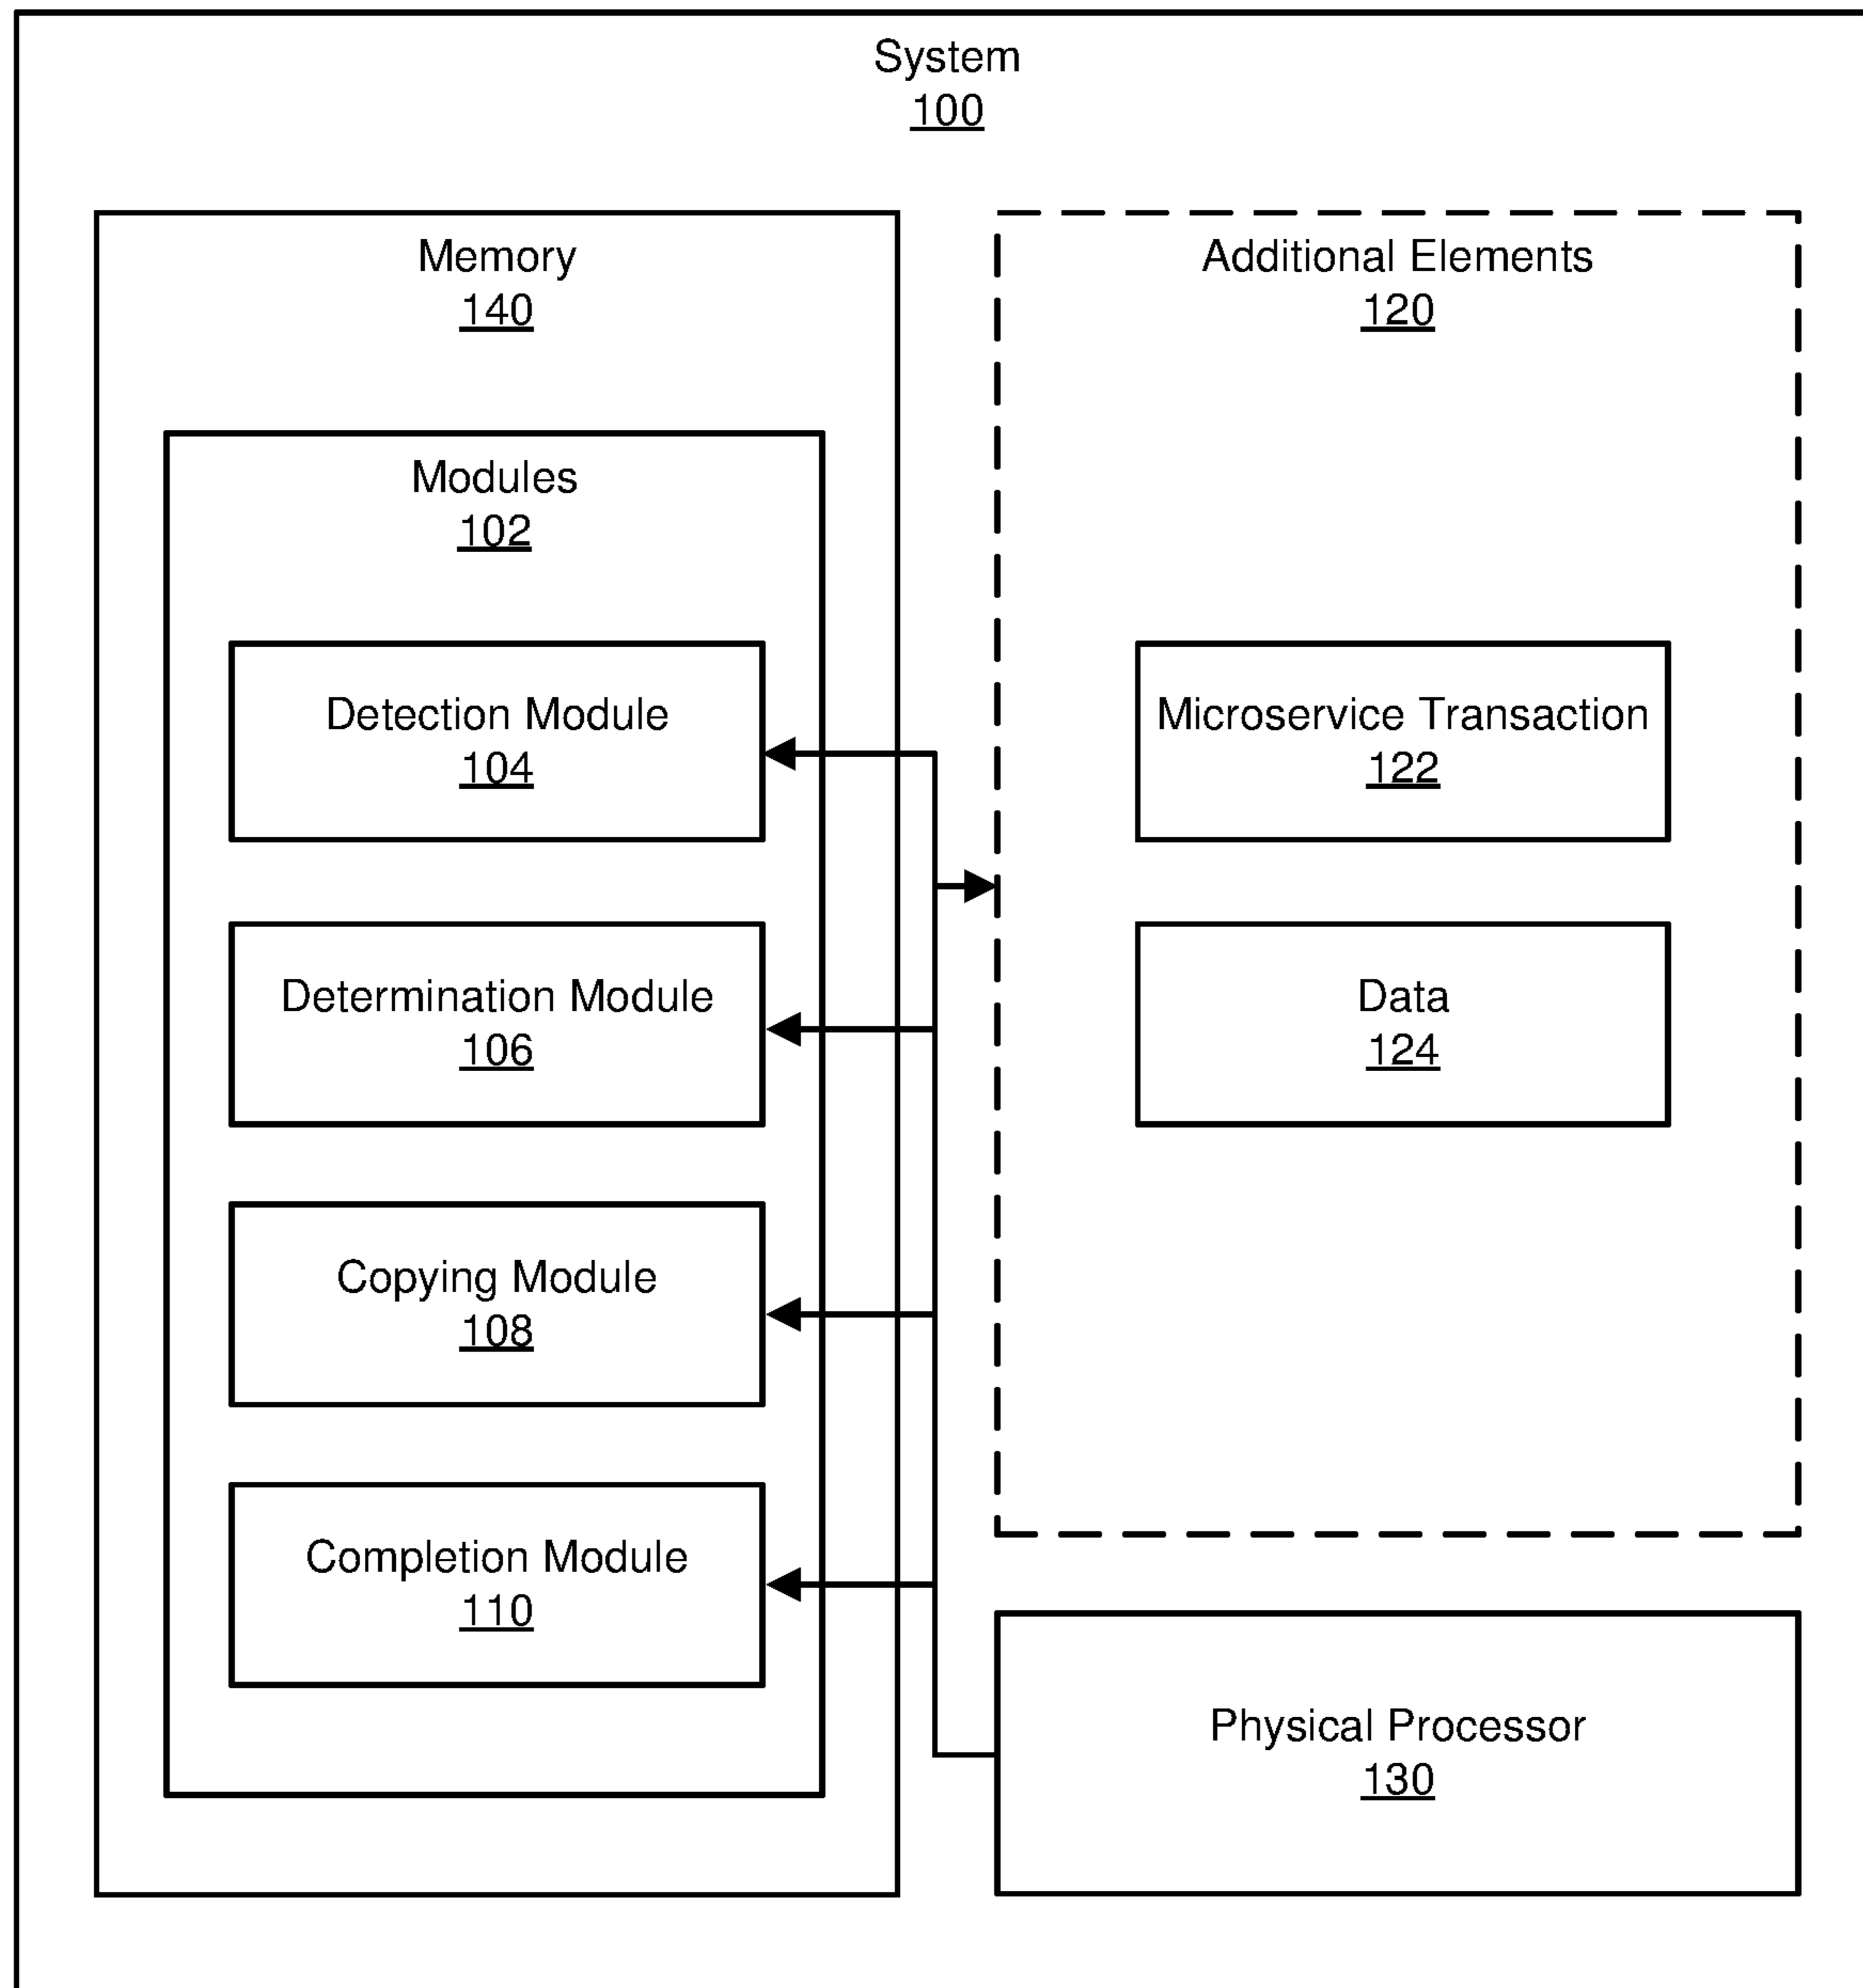 System
100
Memory
140
Modules
102
Detection Module
104
Determination Module
106
Copying Module
108
Completion Module
110
Additional Elements
120
Microservice Transaction
122
Data
124
Physical Processor
130